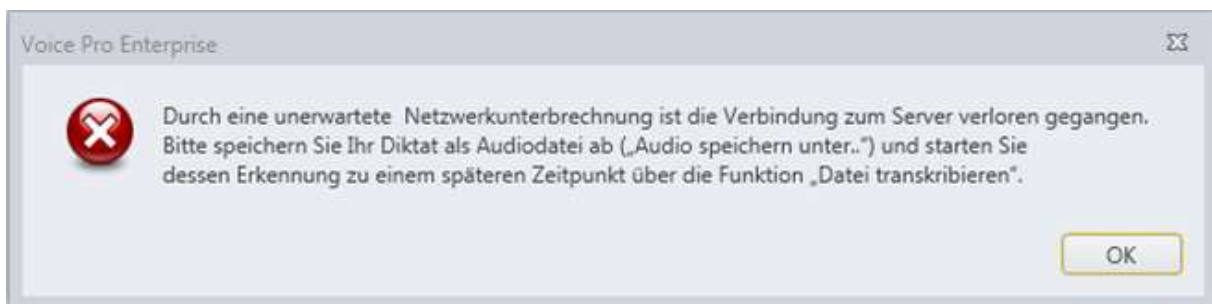 Voice Pro Enterprise
Durch eine unerwartete Netzwerkunterbrechnung ist die Verbindung zum Server verloren gegangen.
Bitte speichern Sie Ihr Diktat als Audiodatei ab („Audio speichern unter..") und starten Sie
dessen Erkennung zu einem späteren Zeitpunkt über die Funktion „Datei transkribieren".
OK